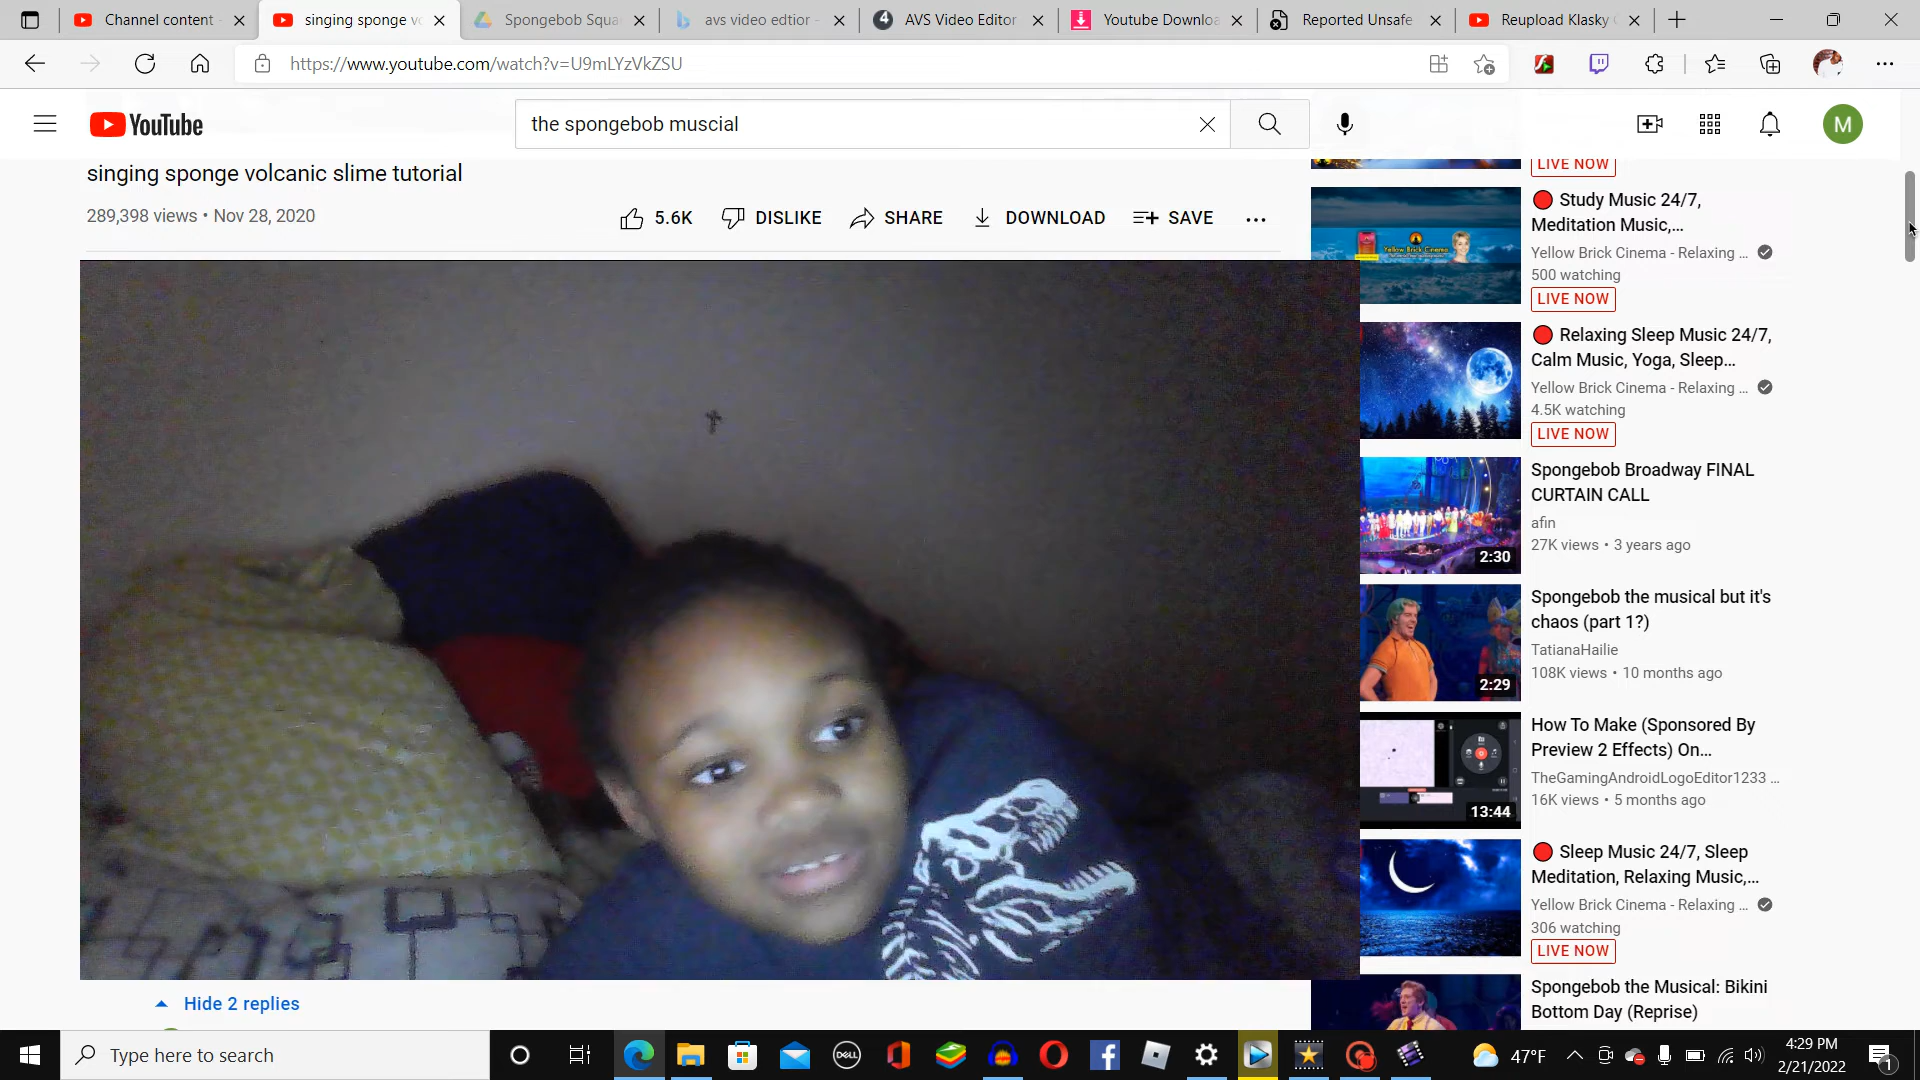 Channel content
singing sponge v
Spongebob Squa
avs video edtior -
AVS Video Editor
Youtube Downloa
Reported Unsafe
Reupload Klasky
https://www.youtube.com/watch?v=U9mLYzVkZSU
YouTube
the spongebob muscial
M
singing sponge volcanic slime tutorial
289,398 views • Nov 28, 2020
5.6K
DISLIKE
SHARE
DOWNLOAD
SAVE
LIVE NOW
Study Music 24/7,
Meditation Music,...
Yellow Brick Cinema - Relaxing ...
500 watching
LIVE NOW
Relaxing Sleep Music 24/7,
Calm Music, Yoga, Sleep...
Yellow Brick Cinema - Relaxing ...
4.5K watching
LIVE NOW
Spongebob Broadway FINAL
CURTAIN CALL
afin
27K views • 3 years ago
2:30
Spongebob the musical but it's
chaos (part 1?)
TatianaHailie
108K views • 10 months ago
2:29
How To Make (Sponsored By
Preview 2 Effects) On...
TheGamingAndroidLogoEditor1233 ...
16K views • 5 months ago
13:44
Sleep Music 24/7, Sleep
Meditation, Relaxing Music,...
Yellow Brick Cinema - Relaxing ...
306 watching
LIVE NOW
Spongebob the Musical: Bikini
Bottom Day (Reprise)
Hide 2 replies
Type here to search
DELL
47°F
4:29 PM
2/21/2022
1